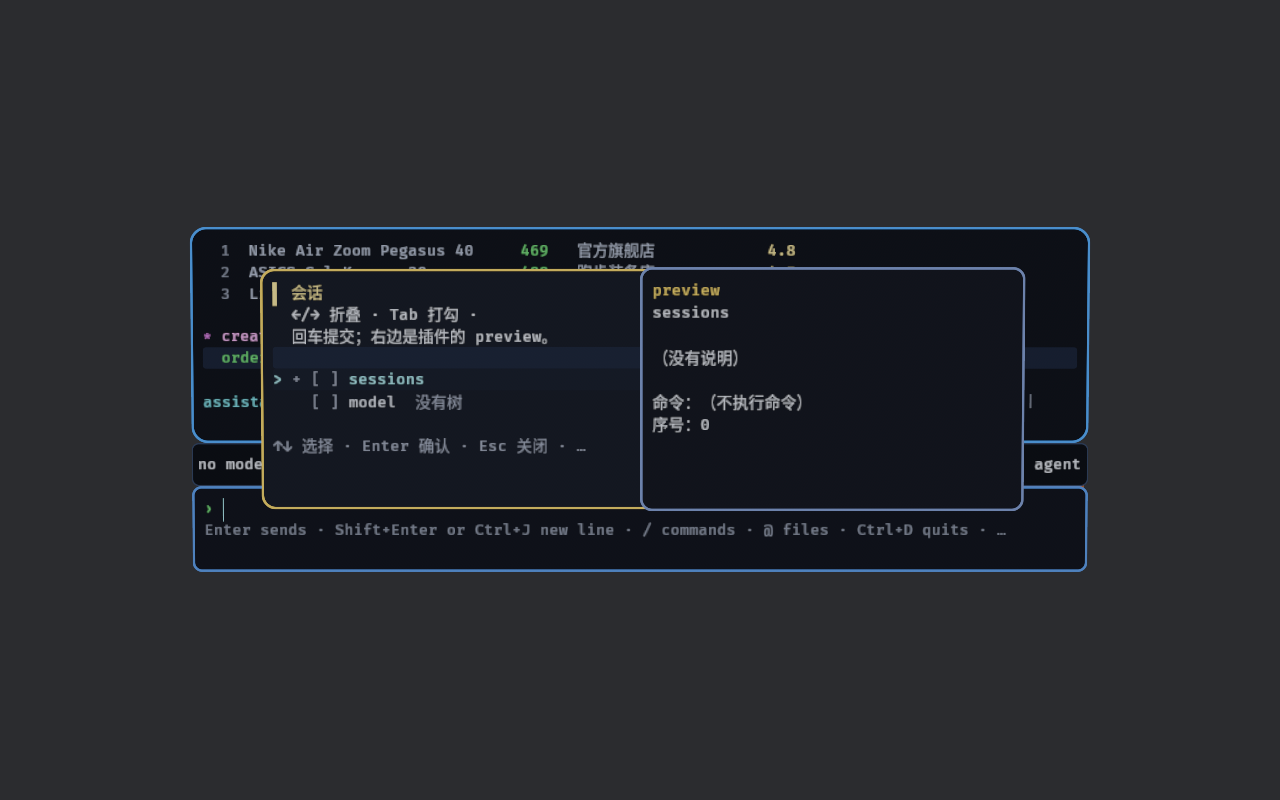 1 Nike Air Zoom Pegasus 40 469 官方旗舰店 4.8
2
3 L
会话
←/→ 折叠 · Tab 打勾 ·
回车提交；右边是插件的 preview。
> + [ ] sessions
[ ] model 没有树
↑↓ 选择 · Enter 确认 · Esc 关闭 · …
preview
sessions
（没有说明）
命令：（不执行命令）
序号：0
* crea
orde
assist
no mode
agent
›
Enter sends · Shift+Enter or Ctrl+J new line · / commands · @ files · Ctrl+D quits · …